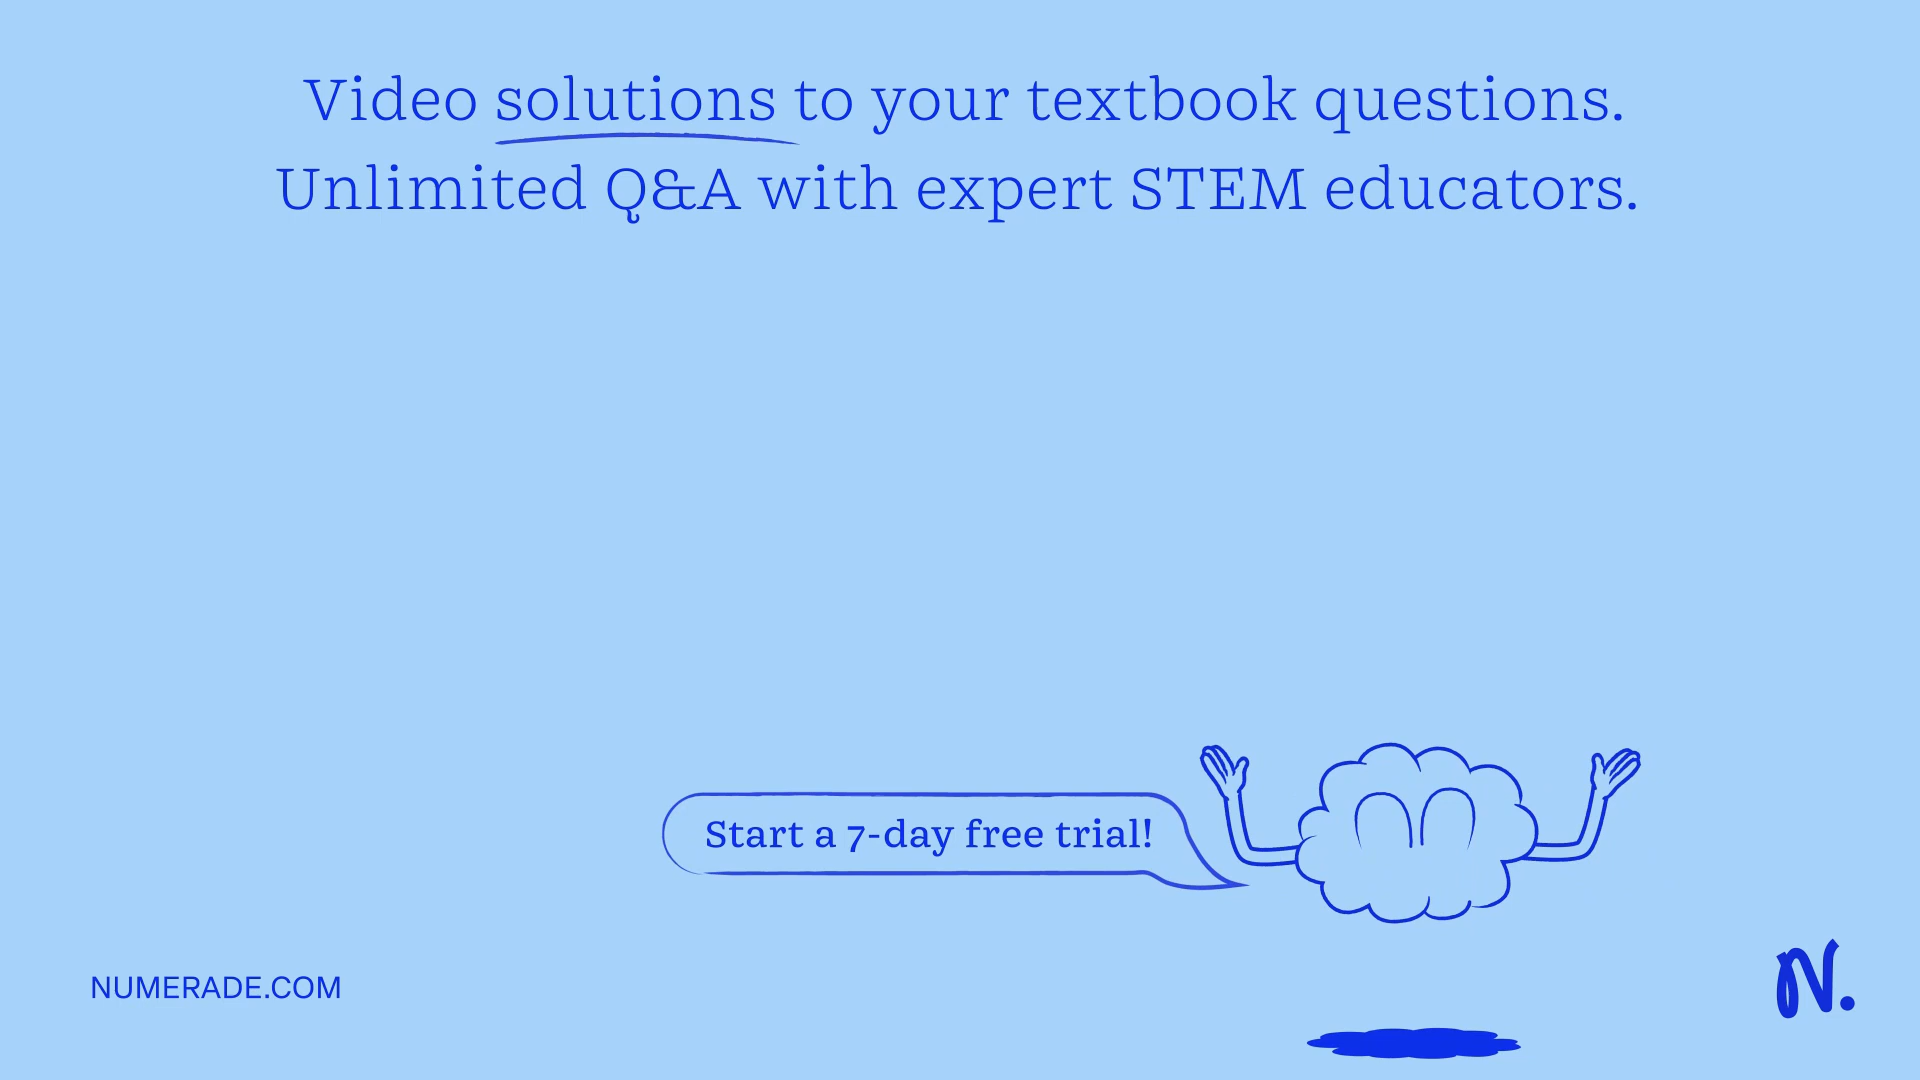 Video solutions to your textbook questions.
Unlimited Q&A with expert STEM educators.
Start a 7-day free trial!
NUMERADE.COM
N.